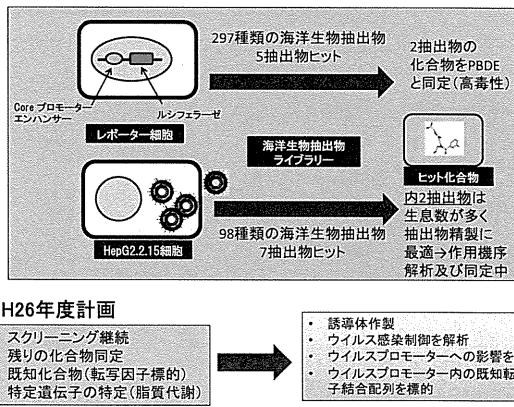 297種類の海洋生物抽出物
5抽出物ヒット
2抽出物の
化合物をPBDE
と同定(高毒性)
Core プロモーター
エンハンサー
ルシフェラーゼ
レポーター細胞
海洋生物抽出物
ライブラリー
ヒット化合物
内2抽出物は
生息数が多く
抽出物精製に
最適→作用機序
解析及び同定中
98種類の海洋生物抽出物
7抽出物ヒット
HepG2.2.15細胞
H26年度計画
スクリーニング継続
残りの化合物同定
既知化合物(転写因子標的)
特定遺伝子の特定(脂質代謝)
• 誘導体作製
• ウイルス感染制御を解析
• ウイルスプロモーターへの影響を
• ウイルスプロモーター内の既知転
子結合配列を標的